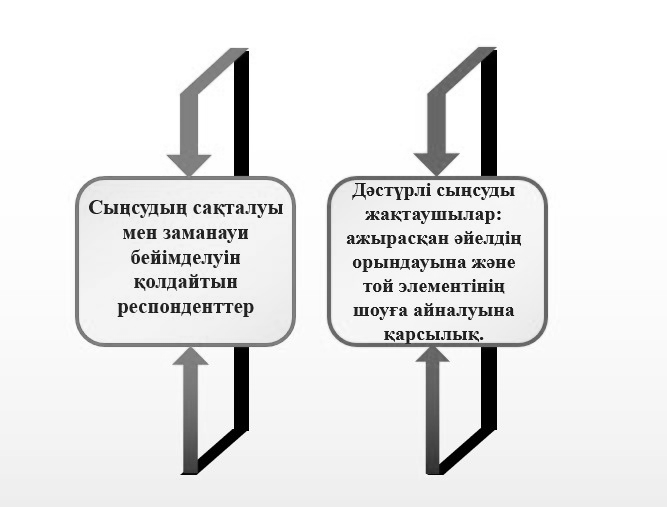 Сыңсудың сақталуы
мен заманауи
бейімделуін
қолдайтын
респонденттер
Дәстүрлі сыңсуды
жақтаушылар:
ажырасқан әйелдің
орындауына және
той элементінің
шоуға айналуына
қарсылық.